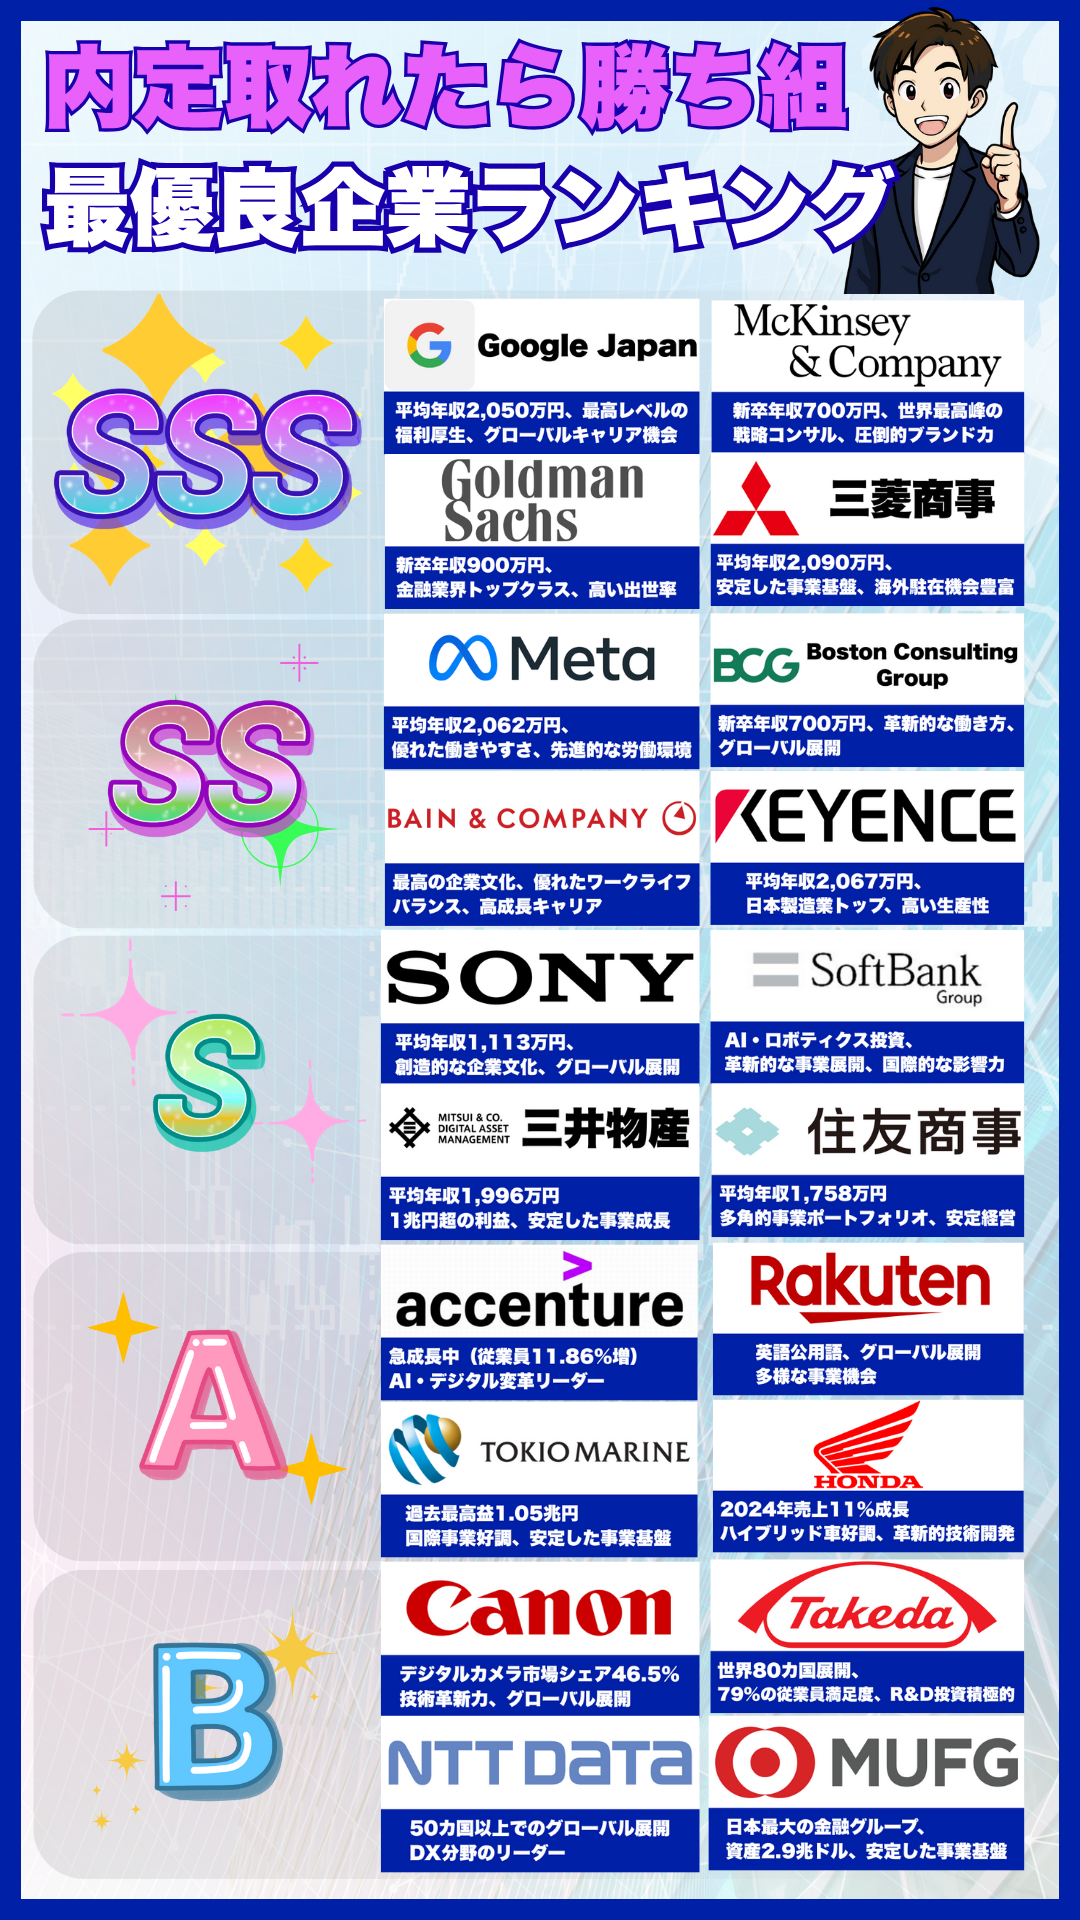 内定取れたら勝ち組
最優良企業ランキング
SSS
Google Japan
平均年収2,050万円、最高レベルの
福利厚生、グローバルキャリア機会
McKinsey
& Company
新卒年収700万円、世界最高峰の
戦略コンサル、圧倒的ブランド力
Goldman
Sachs
新卒年収900万円、
金融業界トップクラス、高い出世率
三菱商事
平均年収2,090万円、
安定した事業基盤、海外駐在機会豊富
SS
Meta
平均年収2,062万円、
優れた働きやすさ、先進的な労働環境
BCG Boston Consulting
Group
新卒年収700万円、革新的な働き方、
グローバル展開
BAIN & COMPANY
最高の企業文化、優れたワークライフ
バランス、高成長キャリア
KEYENCE
平均年収2,067万円、
日本製造業トップ、高い生産性
S
SONY
平均年収1,113万円、
創造的な企業文化、グローバル展開
SoftBank
Group
AI・ロボティクス投資、
革新的な事業展開、国際的な影響力
MITSUI & CO.
DIGITAL ASSET
MANAGEMENT
三井物産
平均年収1,996万円
1兆円超の利益、安定した事業成長
住友商事
平均年収1,758万円
多角的事業ポートフォリオ、安定経営
A
accenture
急成長中（従業員11.86%増）
AI・デジタル変革リーダー
Rakuten
英語公用語、グローバル展開
多様な事業機会
TOKIO MARINE
過去最高益1.05兆円
国際事業好調、安定した事業基盤
HONDA
2024年売上11%成長
ハイブリッド車好調、革新的技術開発
B
Canon
デジタルカメラ市場シェア46.5%
技術革新力、グローバル展開
Takeda
世界80カ国展開、
79%の従業員満足度、R&D投資積極的
NTT DATA
50カ国以上でのグローバル展開
DX分野のリーダー
MUFG
日本最大の金融グループ、
資産2.9兆ドル、安定した事業基盤